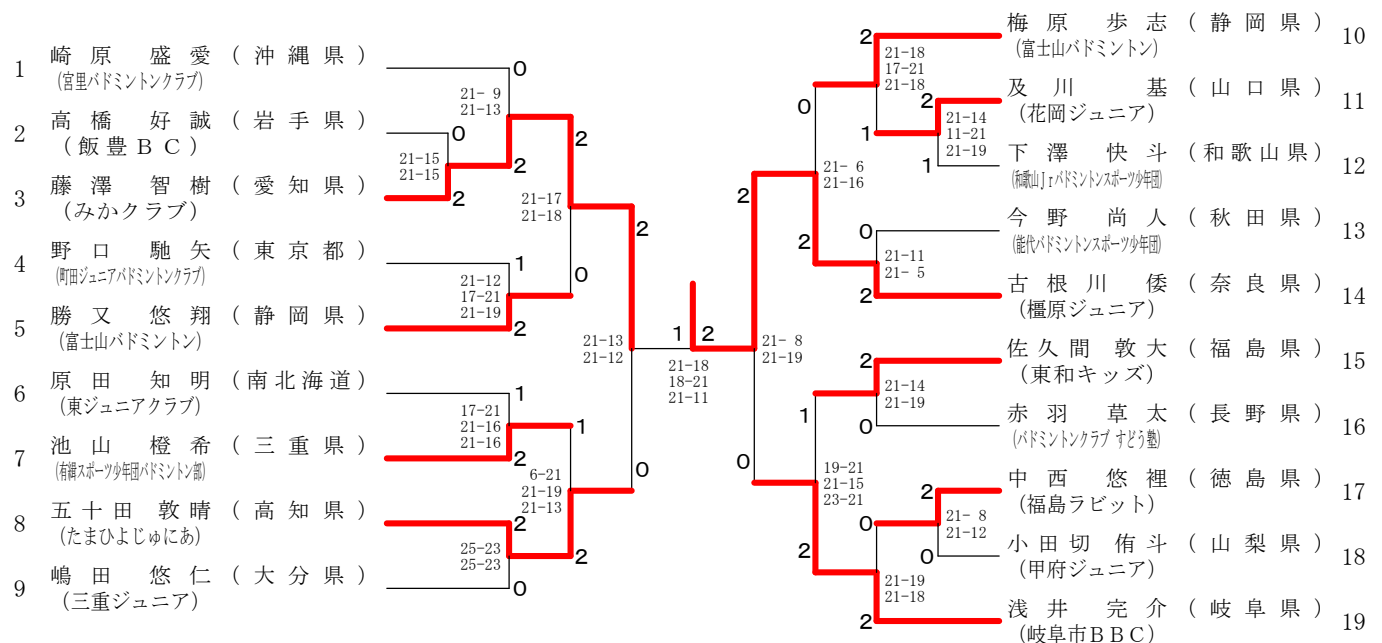 1 崎原 盛愛 (沖縄県)
(宮里バドミントンクラブ)
2 高橋 好誠 (岩手県)
(飯豊BC)
3 藤澤 智樹 (愛知県)
(みかクラブ)
4 野口 馳矢 (東京都)
(町田ジュニアバドミントンクラブ)
5 勝又 悠翔 (静岡県)
(富士山バドミントン)
6 原田 知明 (南北海道)
(東ジュニアクラブ)
7 池山 橙希 (三重県)
(有緝スポーツ少年団バドミントン部)
8 五十田 敦晴 (高知県)
(たまひよじゅにあ)
9 嶋田 悠仁 (大分県)
(三重ジュニア)
0
21- 9
21-13
0
21-15
21-15
2
2
2
21-17
21-18
1
21-12
17-21
21-19
2
0
2
21-13
21-12
1
17-21
21-16
21-16
2
1
6-21
21-19
21-13
0
2
25-23
25-23
0
2
1
2
21-18
18-21
21-11
梅原 歩志 (静岡県) 10
(富士山バドミントン)
及川 基 (山口県) 11
(花岡ジュニア)
下澤 快斗 (和歌山県) 12
(和歌山Jrバドミントンスポーツ少年団)
今野 尚人 (秋田県) 13
(能代バドミントンスポーツ少年団)
古根川 倭 (奈良県) 14
(橿原ジュニア)
佐久間 敦大 (福島県) 15
(東和キッズ)
赤羽 草太 (長野県) 16
(バドミントンクラブ すどう塾)
中西 悠裡 (徳島県) 17
(福島ラビット)
小田切 侑斗 (山梨県) 18
(甲府ジュニア)
浅井 完介 (岐阜県) 19
(岐阜市BBC)
2
21-18
17-21
21-18
0
2
21-14
11-21
21-19
1
1
21- 6
21-16
2
0
21-11
21- 5
2
2
21- 8
21-19
2
21-14
21-19
0
1
0
19-21
21-15
23-21
2
21- 8
21-12
0
0
2
21-19
21-18
2